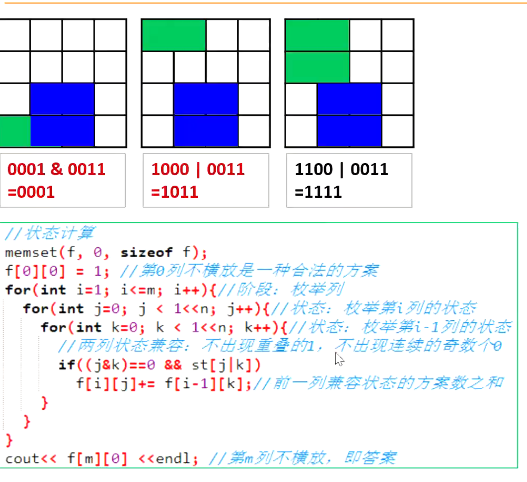 0001 & 0011
=0001
1000 | 0011
=1011
1100 | 0011
=1111
//状态计算
memset(f, 0, sizeof f);
f[0][0] = 1; //第0列不横放是一种合法的方案
for(int i=1; i<=m; i++){//阶段：枚举列
for(int j=0; j < 1<<n; j++){//状态：枚举第i列的状态
for(int k=0; k < 1<<n; k++){//状态：枚举第i-1列的状态
//两列状态兼容：不出现重叠的1，不出现连续的奇数个0
if((j&k)==0 && st[j|k])
f[i][j]+= f[i-1][k];//前一列兼容状态的方案数之和
}
}
}
cout<< f[m][0] <<endl; //第m列不横放，即答案